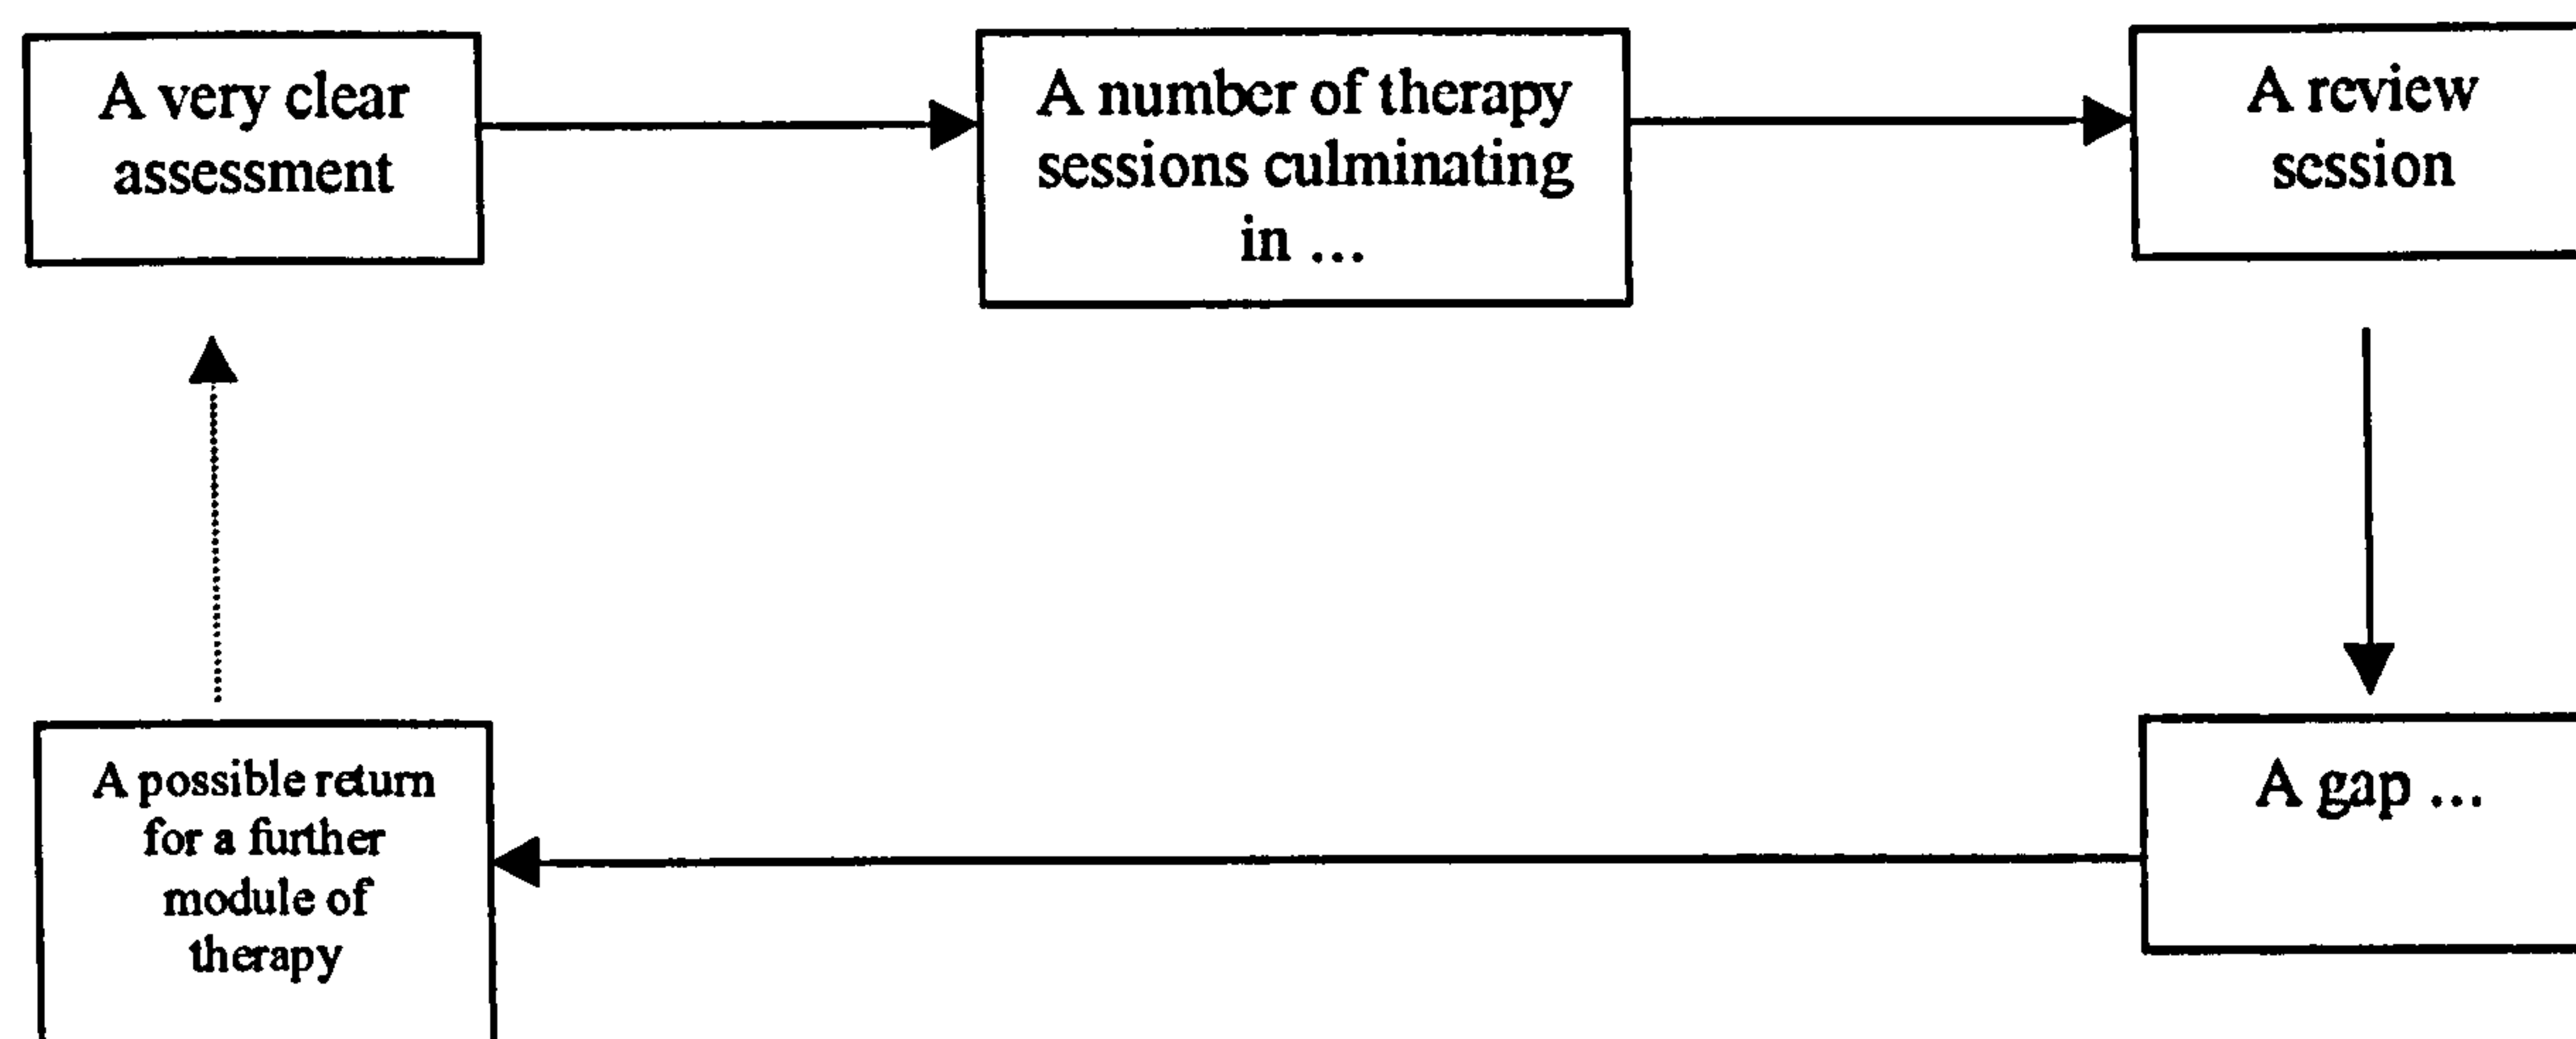 A very clear
assessment
A number of therapy
sessions culminating
in ...
A review
session
A gap ...
A possible return
for a further
module of
therapy